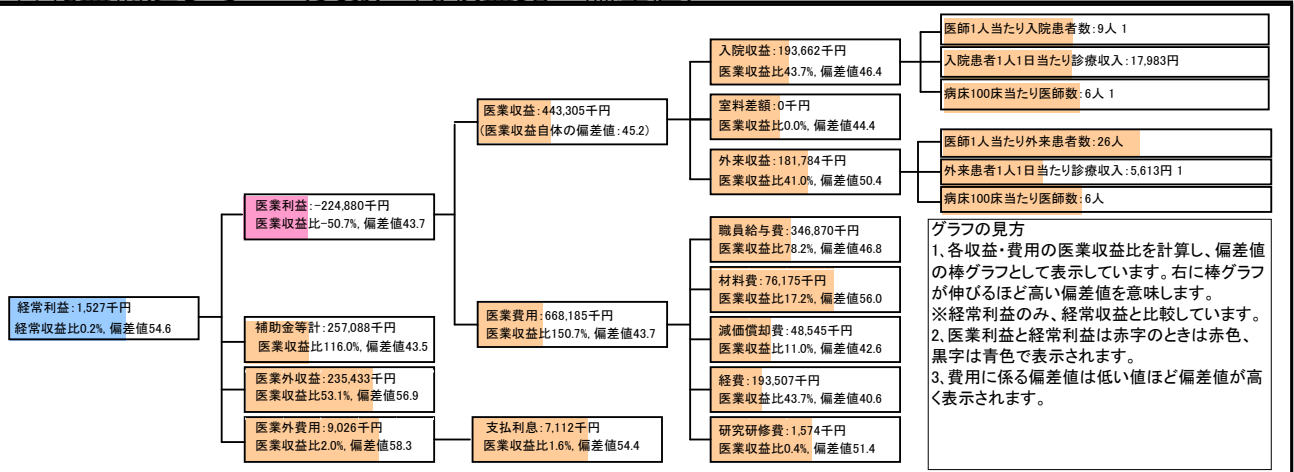 経常利益:1,527千円
経常収益比0.2%, 偏差値54.6
医業利益:-224,880千円
医業収益比-50.7%, 偏差値43.7
補助金等計:257,088千円
医業収益比116.0%, 偏差値43.5
医業外収益:235,433千円
医業収益比53.1%, 偏差値56.9
医業外費用:9,026千円
医業収益比2.0%, 偏差値58.3
医業収益:443,305千円
(医業収益自体の偏差値:45.2)
医業費用:668,185千円
医業収益比150.7%, 偏差値43.7
支払利息:7,112千円
医業収益比1.6%, 偏差値54.4
入院収益:193,662千円
医業収益比43.7%, 偏差値46.4
室料差額:0千円
医業収益比0.0%, 偏差値44.4
外来収益:181,784千円
医業収益比41.0%, 偏差値50.4
職員給与費:346,870千円
医業収益比78.2%, 偏差値46.8
材料費:76,175千円
医業収益比17.2%, 偏差値56.0
減価償却費:48,545千円
医業収益比11.0%, 偏差値42.6
経費:193,507千円
医業収益比43.7%, 偏差値40.6
研究研修費:1,574千円
医業収益比0.4%, 偏差値51.4
医師1人当たり入院患者数:9人 1
入院患者1人1日当たり診療収入:17,983円
病床100床当たり医師数:6人 1
医師1人当たり外来患者数:26人
外来患者1人1日当たり診療収入:5,613円 1
病床100床当たり医師数:6人
グラフの見方
1、各収益・費用の医業収益比を計算し、偏差値
の棒グラフとして表示しています。右に棒グラフ
が伸びるほど高い偏差値を意味します。
※経常利益のみ、経常収益と比較しています。
2、医業利益と経常利益は赤字のときは赤色、
黒字は青色で表示されます。
3、費用に係る偏差値は低い値ほど偏差値が高
く表示されます。